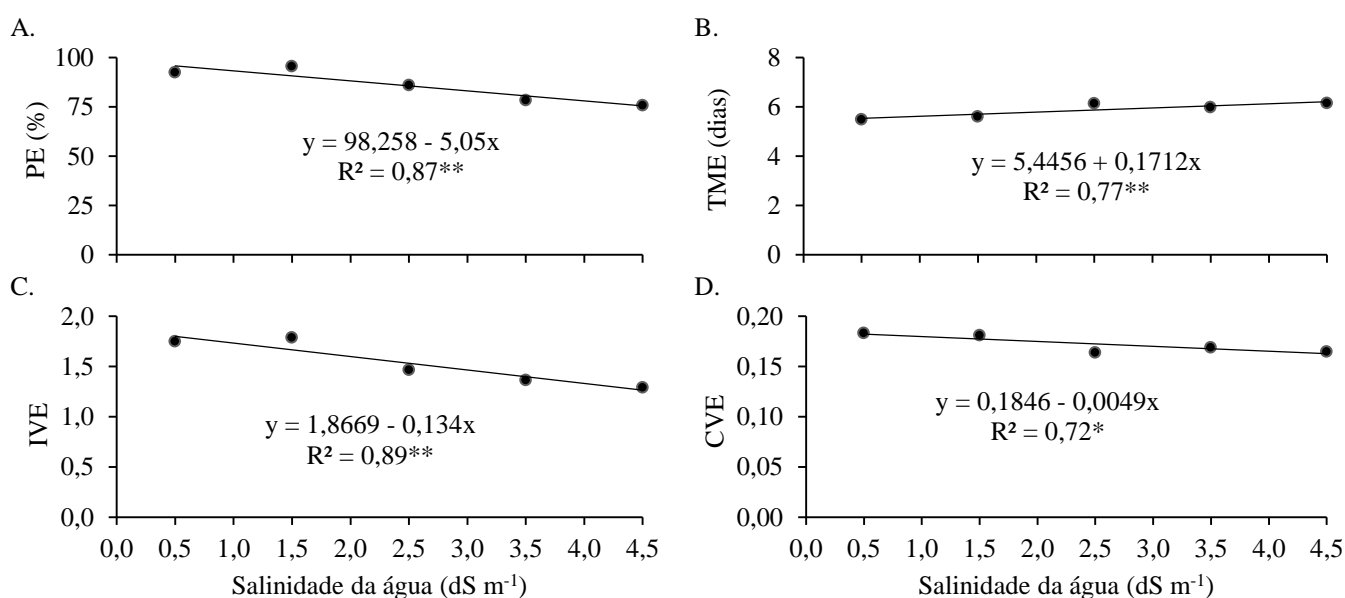 A.
100
75
50
25
0
PE (%)
y = 98,258 - 5,05x
R² = 0,87**
B.
8
6
4
2
0
TME (dias)
y = 5,4456 + 0,1712x
R² = 0,77**
C.
2,0
1,5
1,0
0,5
0,0
IVE
y = 1,8669 - 0,134x
R² = 0,89**
0,0 0,5 1,0 1,5 2,0 2,5 3,0 3,5 4,0 4,5
Salinidade da água (dS m⁻¹)
D.
0,20
0,15
0,10
0,05
0,00
CVE
y = 0,1846 - 0,0049x
R² = 0,72*
0,0 0,5 1,0 1,5 2,0 2,5 3,0 3,5 4,0 4,5
Salinidade da água (dS m⁻¹)